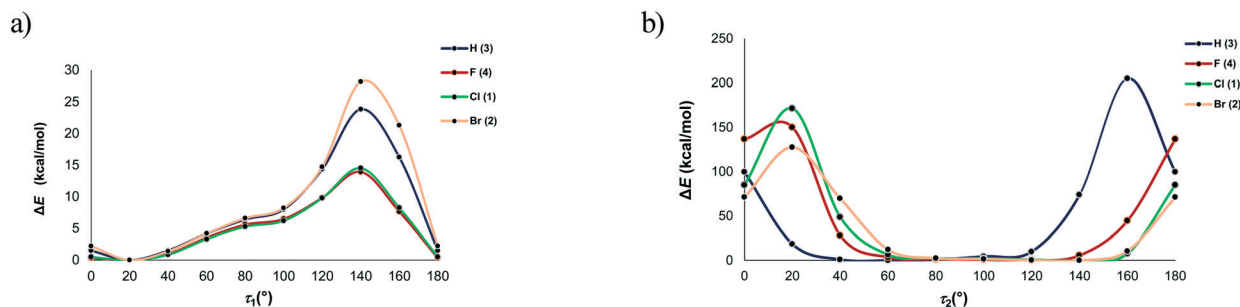 a)
H (3)
F (4)
Cl (1)
Br (2)
ΔE (kcal/mol)
30
25
20
15
10
5
0
0 20 40 60 80 100 120 140 160 180
τ1(°)
b)
H (3)
F (4)
Cl (1)
Br (2)
ΔE (kcal/mol)
250
200
150
100
50
0
0 20 40 60 80 100 120 140 160 180
τ2(°)